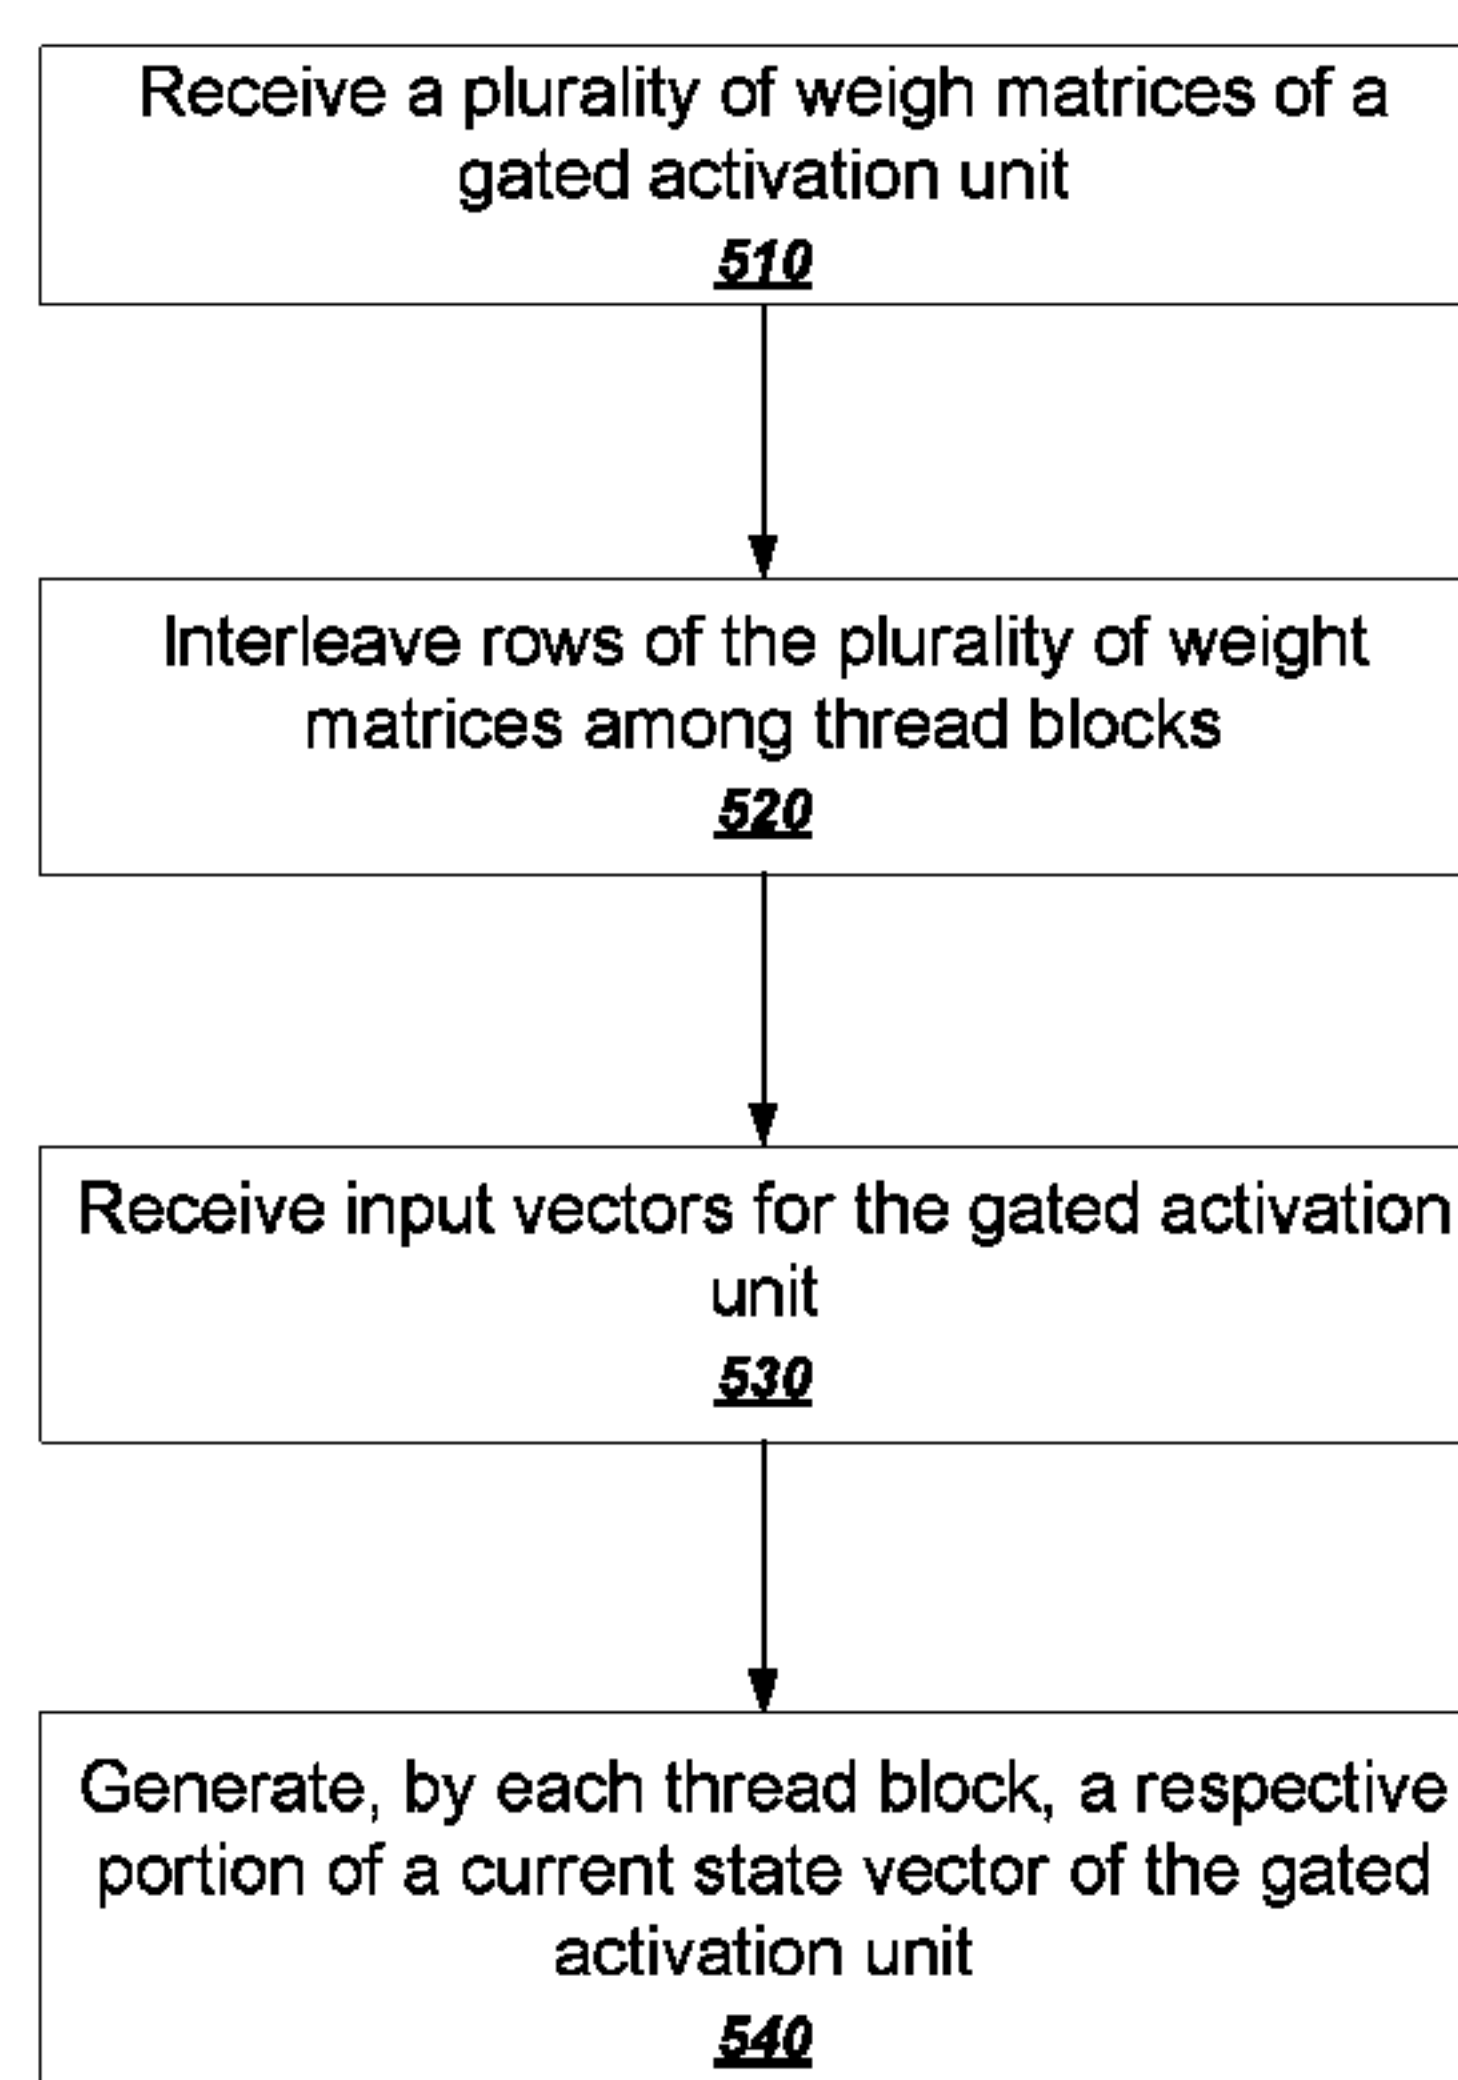 Receive a plurality of weigh matrices of a
gated activation unit
510
Interleave rows of the plurality of weight
matrices among thread blocks
520
Receive input vectors for the gated activation
unit
530
Generate, by each thread block, a respective
portion of a current state vector of the gated
activation unit
540